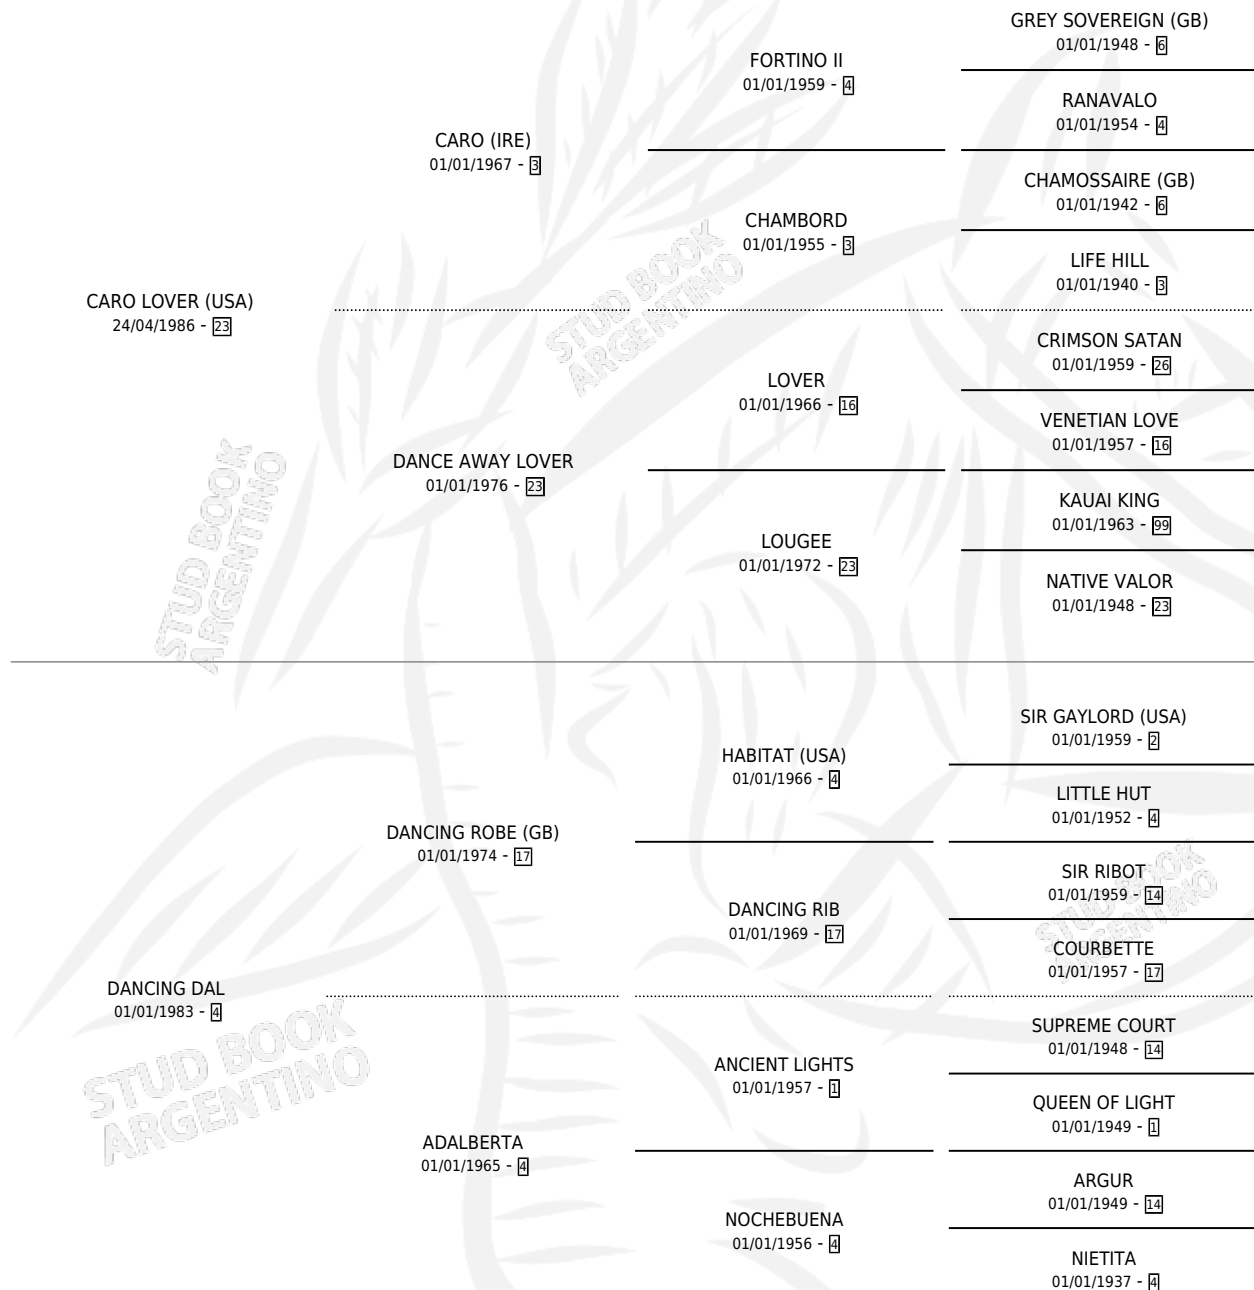 GREY SOVEREIGN (GB)
01/01/1948 - 6
FORTINO II
01/01/1959 - 4
RANAVALO
01/01/1954 - 4
CARO (IRE)
01/01/1967 - 3
CHAMOSSAIRE (GB)
01/01/1942 - 6
CHAMBORD
01/01/1955 - 3
LIFE HILL
01/01/1940 - 3
CARO LOVER (USA)
24/04/1986 - 23
STUD BOOK
ARGENTINO
CRIMSON SATAN
01/01/1959 - 26
LOVER
01/01/1966 - 16
VENETIAN LOVE
01/01/1957 - 16
DANCE AWAY LOVER
01/01/1976 - 23
KAUAI KING
01/01/1963 - 99
LOUGEE
01/01/1972 - 23
NATIVE VALOR
01/01/1948 - 23
STUD BOOK
ARGENTINO
SIR GAYLORD (USA)
01/01/1959 - 2
HABITAT (USA)
01/01/1966 - 4
LITTLE HUT
01/01/1952 - 4
DANCING ROBE (GB)
01/01/1974 - 17
SIR RIBOT
01/01/1959 - 14
STUD BOOK
ARGENTINO
DANCING RIB
01/01/1969 - 17
COURBETTE
01/01/1957 - 17
DANCING DAL
01/01/1983 - 4
STUD BOOK
ARGENTINO
SUPREME COURT
01/01/1948 - 14
ANCIENT LIGHTS
01/01/1957 - 1
QUEEN OF LIGHT
01/01/1949 - 1
ADALBERTA
01/01/1965 - 4
ARGUR
01/01/1949 - 14
NOCHEBUENA
01/01/1956 - 4
NIETITA
01/01/1937 - 4